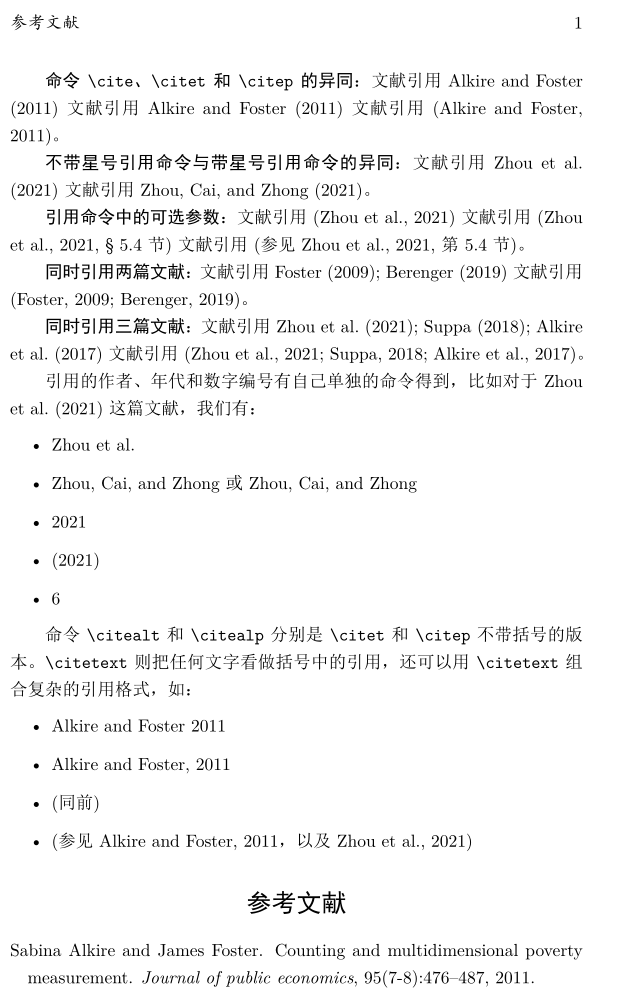 参考文献 1
命令 \cite、\citet 和 \citep 的异同：文献引用 Alkire and Foster
(2011) 文献引用 Alkire and Foster (2011) 文献引用 (Alkire and Foster,
2011)。
不带星号引用命令与带星号引用命令的异同：文献引用 Zhou et al.
(2021) 文献引用 Zhou, Cai, and Zhong (2021)。
引用命令中的可选参数：文献引用 (Zhou et al., 2021) 文献引用 (Zhou
et al., 2021, § 5.4 节) 文献引用 (参见 Zhou et al., 2021, 第 5.4 节)。
同时引用两篇文献：文献引用 Foster (2009); Berenger (2019) 文献引用
(Foster, 2009; Berenger, 2019)。
同时引用三篇文献：文献引用 Zhou et al. (2021); Suppa (2018); Alkire
et al. (2017) 文献引用 (Zhou et al., 2021; Suppa, 2018; Alkire et al., 2017)。
引用的作者、年代和数字编号有自己单独的命令得到，比如对于 Zhou
et al. (2021) 这篇文献，我们有：
• Zhou et al.
• Zhou, Cai, and Zhong 或 Zhou, Cai, and Zhong
• 2021
• (2021)
• 6
命令 \citealt 和 \citealp 分别是 \citet 和 \citep 不带括号的版
本。\citetext 则把任何文字看做括号中的引用，还可以用 \citetext 组
合复杂的引用格式，如：
• Alkire and Foster 2011
• Alkire and Foster, 2011
• (同前)
• (参见 Alkire and Foster, 2011，以及 Zhou et al., 2021)
参考文献
Sabina Alkire and James Foster. Counting and multidimensional poverty
measurement. Journal of public economics, 95(7-8):476–487, 2011.